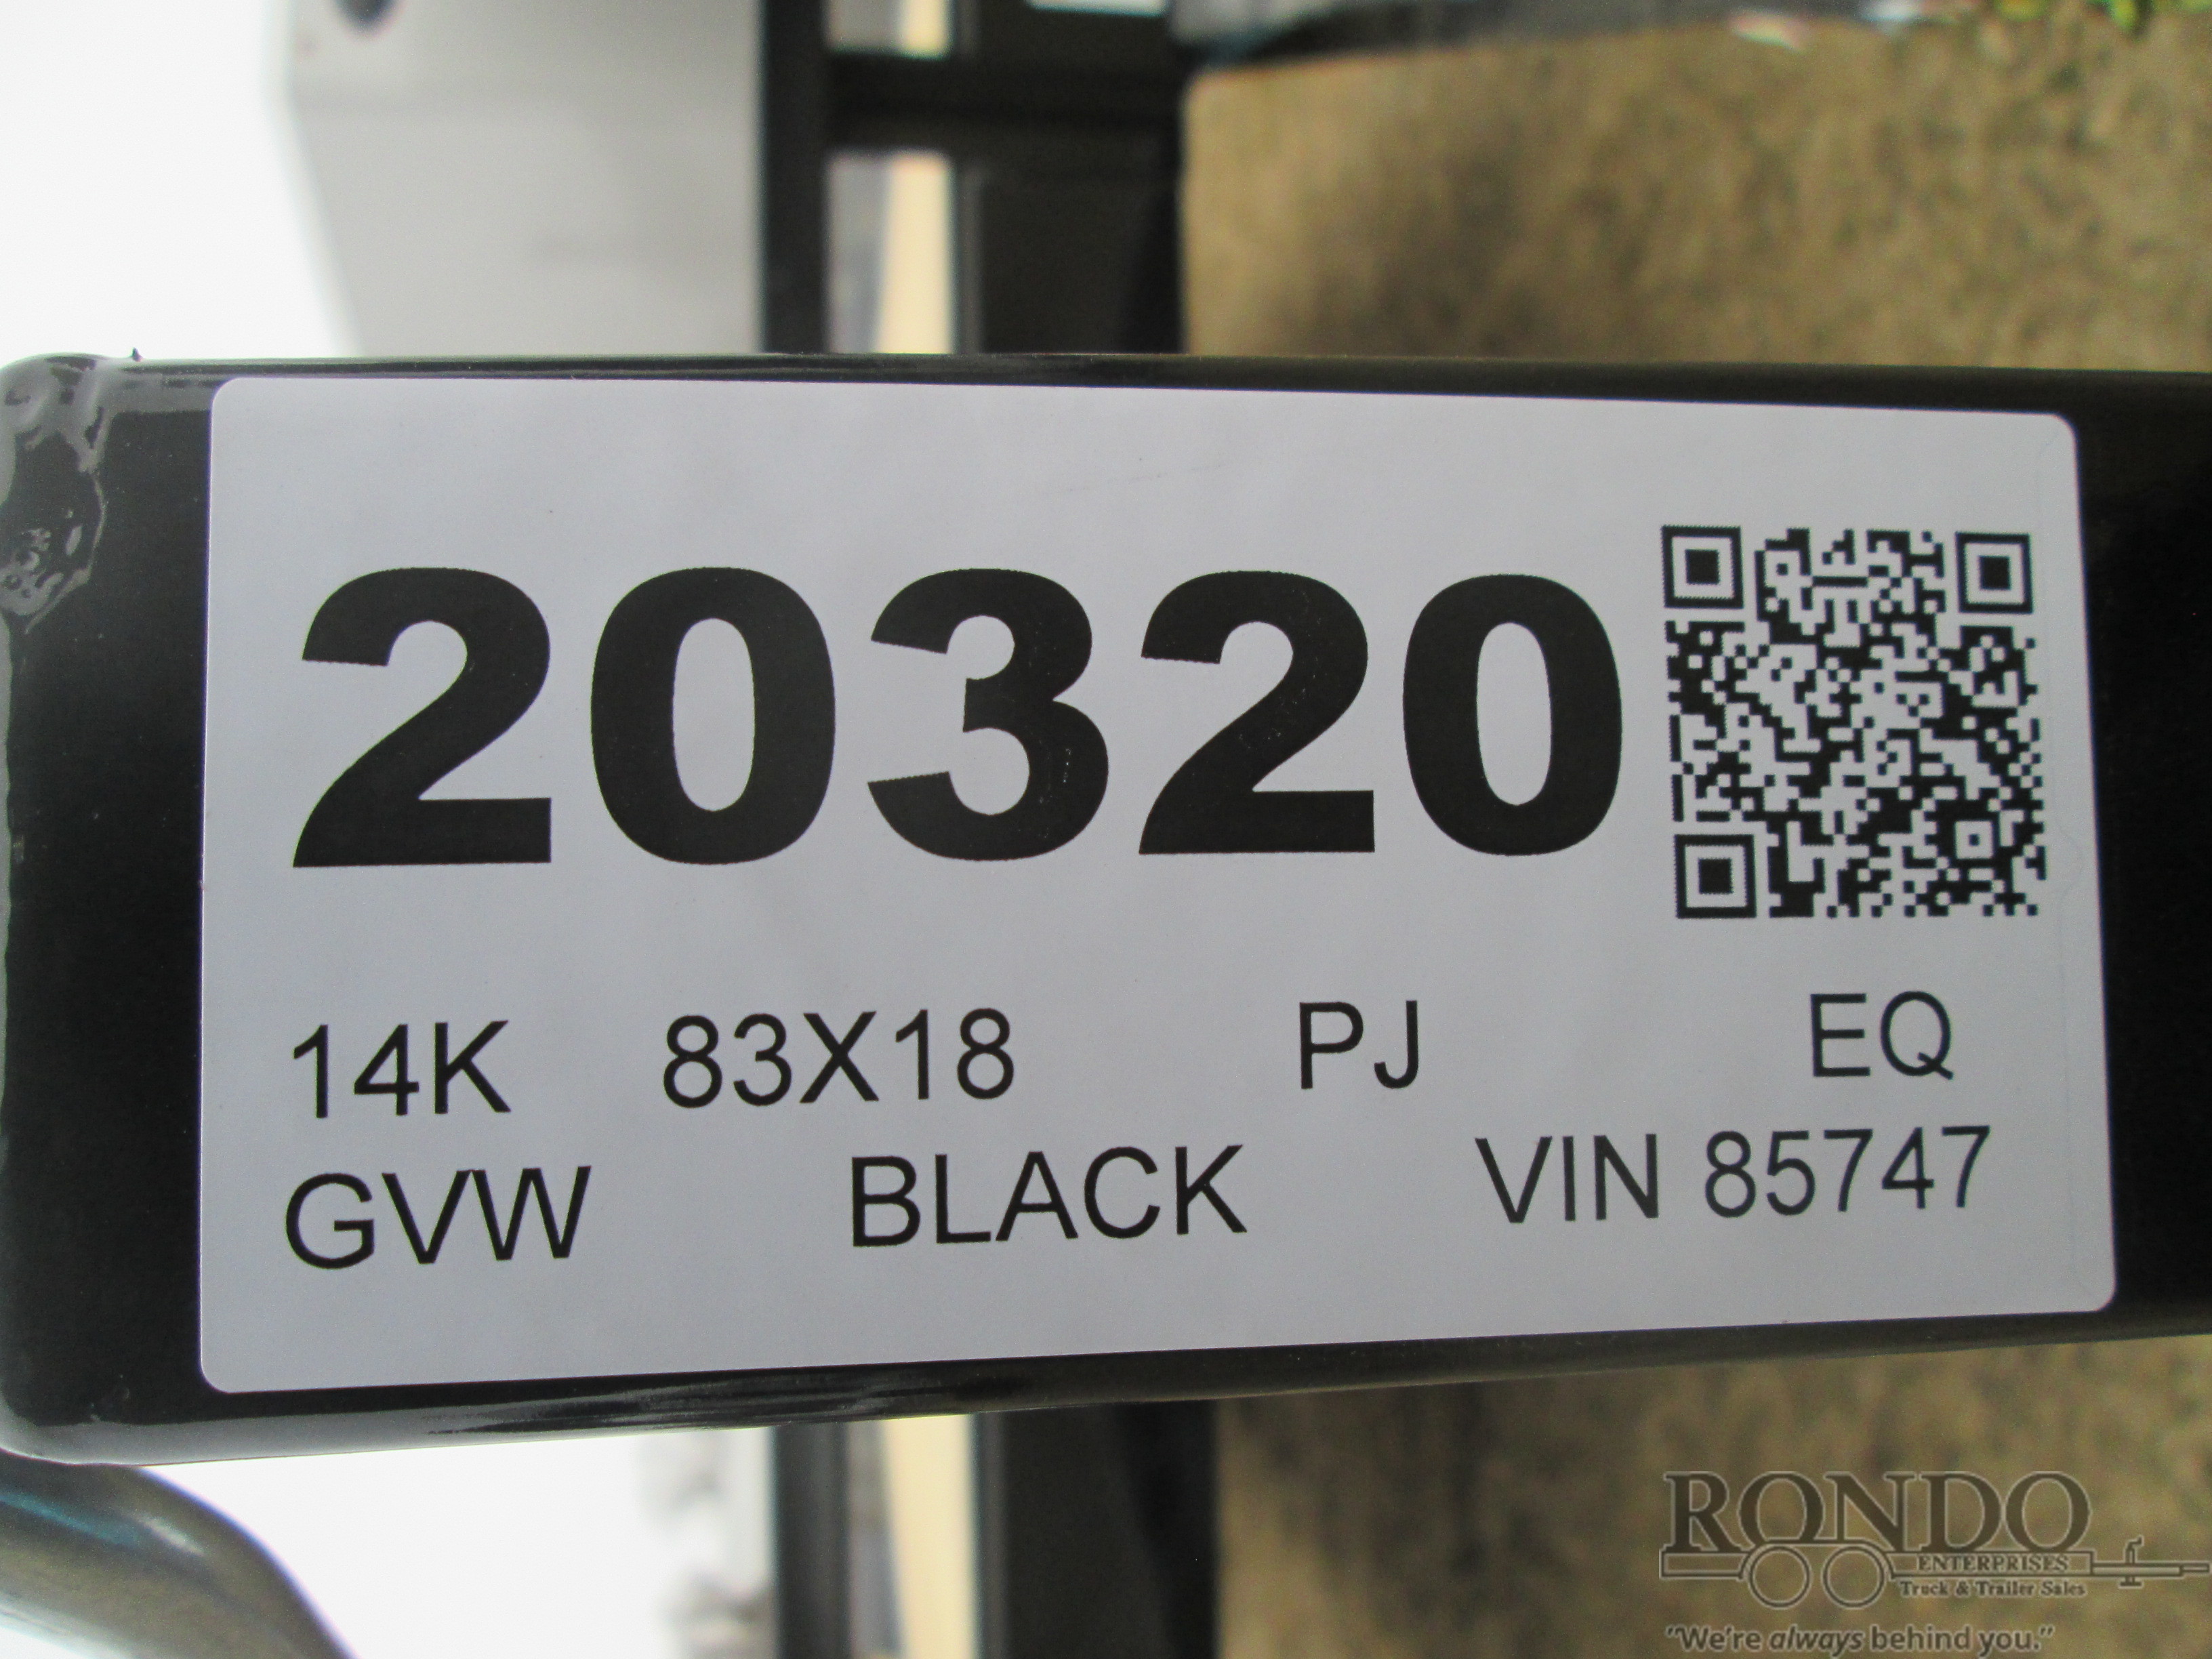 20320
14K 83X18 PJ EQ
GVW BLACK VIN 85747
RONDO
ENTERPRISES
Truck & Trailer Sales
"We're always behind you."